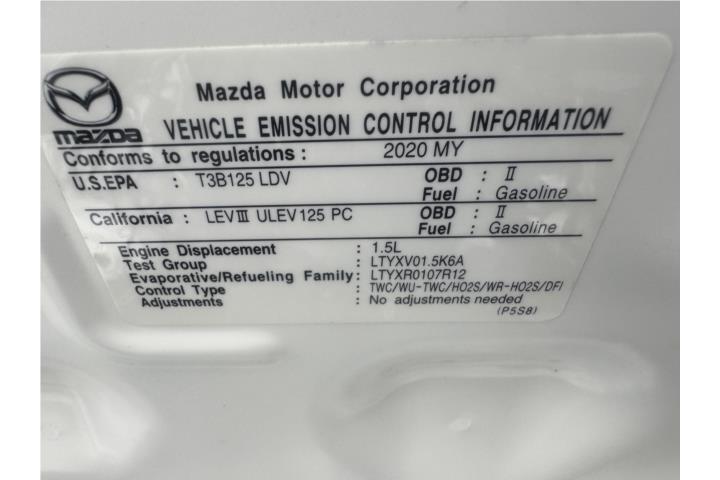 Mazda Motor Corporation
mazda VEHICLE EMISSION CONTROL INFORMATION
Conforms to regulations : 2020 MY
U.S.EPA : T3B125 LDV OBD : II
Fuel : Gasoline
California : LEVIII ULEV125 PC OBD : II
Fuel : Gasoline
Engine Displacement : 1.5L
Test Group : LTYXV01.5K6A
Evaporative/Refueling Family: LTYXR0107R12
Control Type : TWC/WU-TWC/HO2S/WR-HO2S/DFI
Adjustments : No adjustments needed
(P5S8)